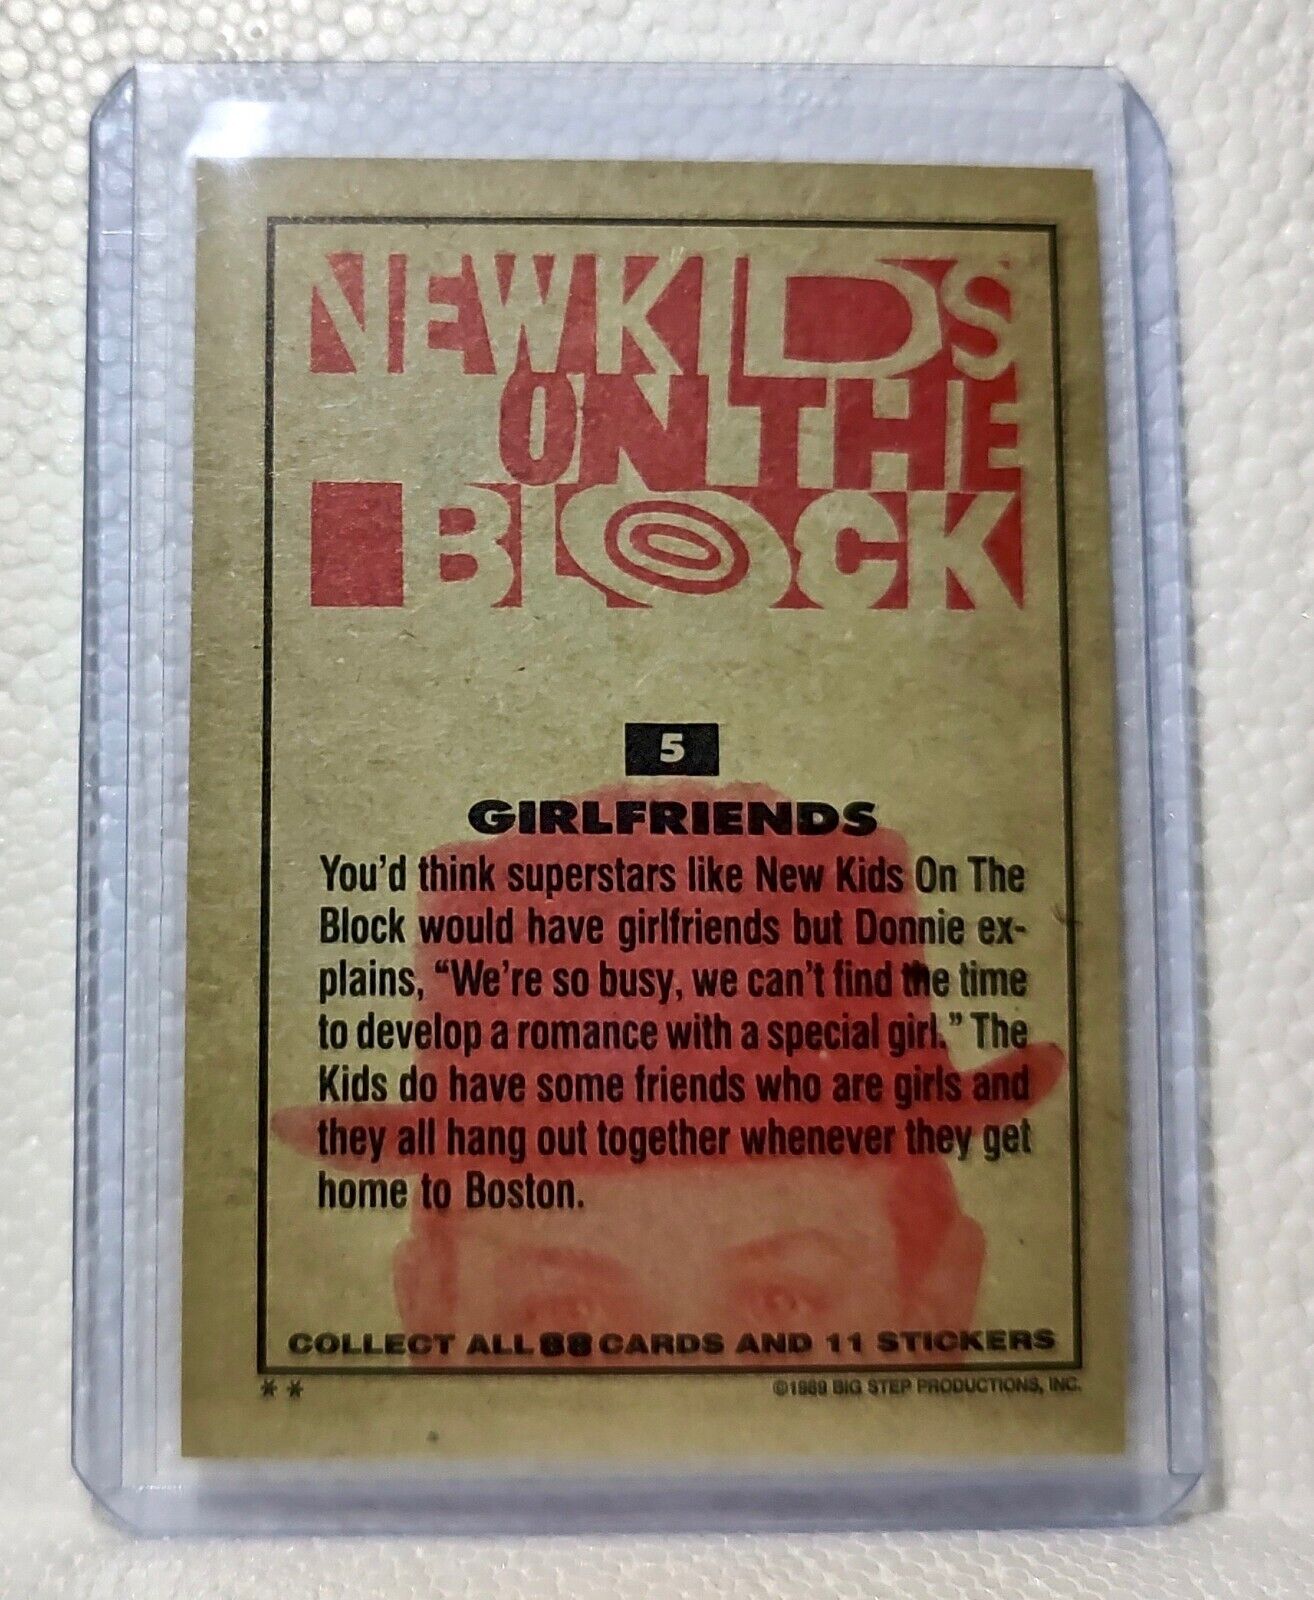 NEW KIDS
ON THE
BLOCK
5
GIRLFRIENDS
You'd think superstars like New Kids On The
Block would have girlfriends but Donnie ex-
plains, “We're so busy, we can't find the time
to develop a romance with a special girl.” The
Kids do have some friends who are girls and
they all hang out together whenever they get
home to Boston.
COLLECT ALL 88 CARDS AND 11 STICKERS
* * ©1989 BIG STEP PRODUCTIONS, INC.